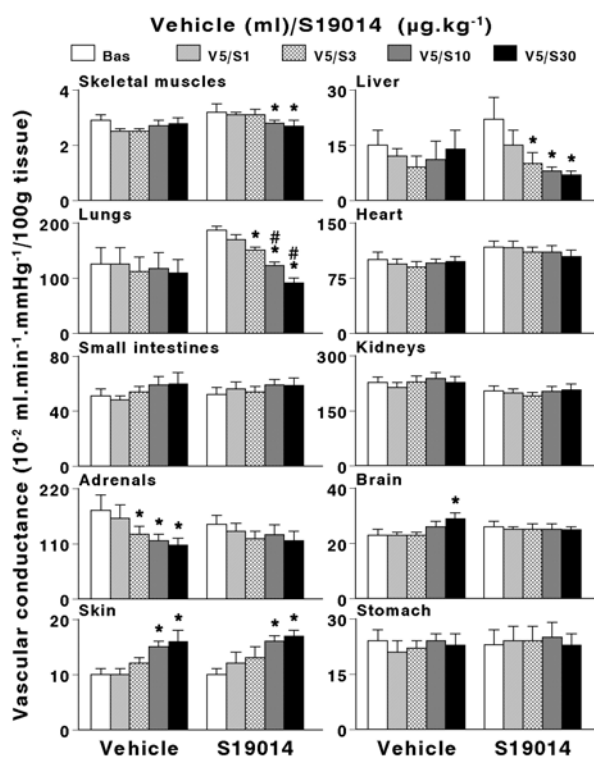 Vehicle (ml)/S19014 (µg.kg⁻¹)
Bas V5/S1 V5/S3 V5/S10 V5/S30
Vascular conductance (10⁻² ml.min⁻¹.mmHg⁻¹/100g tissue)
Skeletal muscles
4
2
0
* *
Liver
30
15
0
* * *
Lungs
200
100
0
* # * # *
Heart
150
75
0
Small intestines
80
40
0
Kidneys
300
150
0
Adrenals
220
110
0
* * *
Brain
40
20
0
*
Skin
20
10
0
* * * *
Stomach
30
15
0
Vehicle S19014 Vehicle S19014